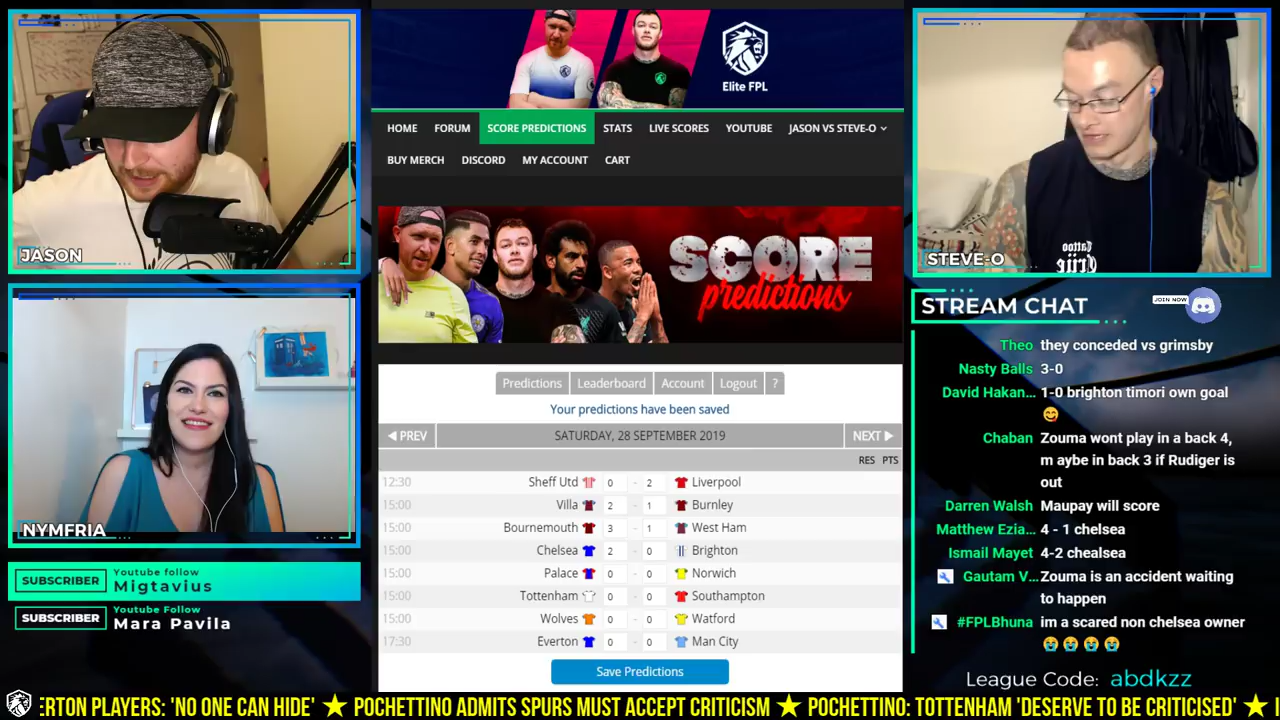 JASON
NYMFRIA
SUBSCRIBER
Youtube follow
Migtavius
SUBSCRIBER
Youtube Follow
Mara Pavila
Elite FPL
HOME FORUM SCORE PREDICTIONS STATS LIVE SCORES YOUTUBE JASON VS STEVE-O
BUY MERCH DISCORD MY ACCOUNT CART
SCORE
predictions
Predictions Leaderboard Account Logout ?
Your predictions have been saved
PREV SATURDAY, 28 SEPTEMBER 2019 NEXT
RES PTS
12:30 Sheff Utd 0 - 2 Liverpool
15:00 Villa 2 - 1 Burnley
15:00 Bournemouth 3 - 1 West Ham
15:00 Chelsea 2 - 0 Brighton
15:00 Palace 0 - 0 Norwich
15:00 Tottenham 0 - 0 Southampton
15:00 Wolves 0 - 0 Watford
17:30 Everton 0 - 0 Man City
Save Predictions
STEVE-O
STREAM CHAT
JOIN NOW
Theo they conceded vs grimsby
Nasty Balls 3-0
David Hakan... 1-0 brighton timori own goal
😋
Chaban Zouma wont play in a back 4,
m aybe in back 3 if Rudiger is
out
Darren Walsh Maupay will score
Matthew Ezia... 4 - 1 chelsea
Ismail Mayet 4-2 chealsea
Gautam V... Zouma is an accident waiting
to happen
#FPLBhuna im a scared non chelsea owner
😭😭😭😭
League Code: abdkzz
ERTON PLAYERS: 'NO ONE CAN HIDE' ★ POCHETTINO ADMITS SPURS MUST ACCEPT CRITICISM ★ POCHETTINO: TOTTENHAM 'DESERVE TO BE CRITICISED' ★